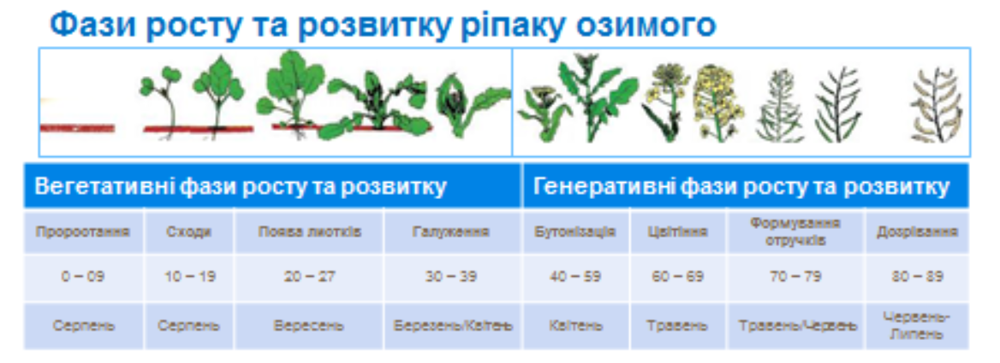 Фази росту та розвитку ріпаку озимого
Вегетативні фази росту та розвитку Генеративні фази росту та розвитку
Проростання Сходи Поява листків Галуження Бутонізація Цвітіння Формування стручків Дозрівання
0 – 09 10 – 19 20 – 27 30 – 39 40 – 59 60 – 69 70 – 79 80 – 89
Серпень Серпень Вересень Березень/Квітень Квітень Травень Травень/Червень Червень-Липень